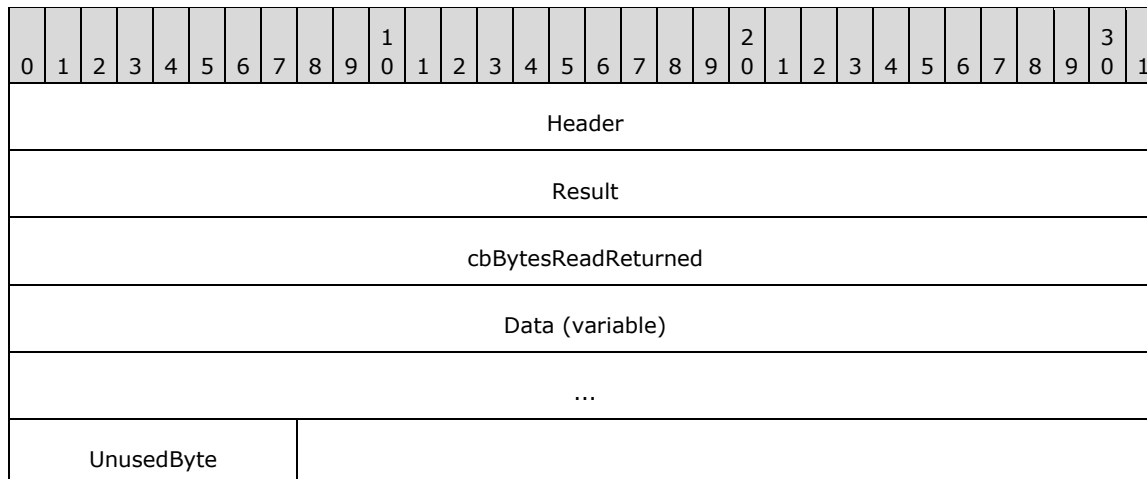 1 2 3
0 1 2 3 4 5 6 7 8 9 0 1 2 3 4 5 6 7 8 9 0 1 2 3 4 5 6 7 8 9 0 1
Header
Result
cbBytesReadReturned
Data (variable)
...
UnusedByte